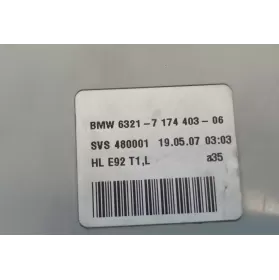 BMW 6321-7 174 403-06
SVS 480001 19.05.07 03:03
HL E92 T1,L a35